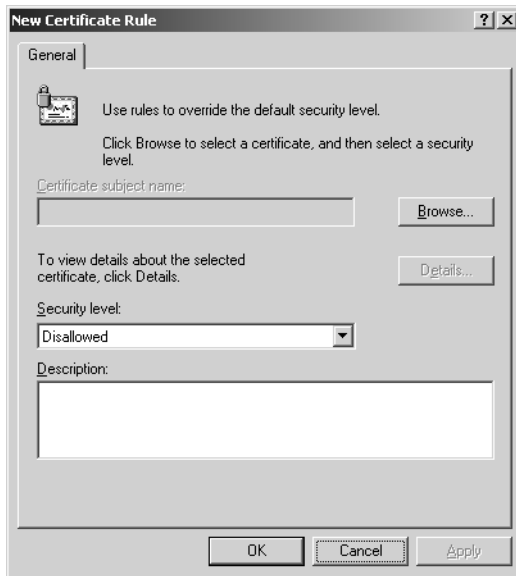 New Certificate Rule
General
Use rules to override the default security level.
Click Browse to select a certificate, and then select a security
level.
Certificate subject name:
Browse...
To view details about the selected
certificate, click Details.
Details...
Security level:
Disallowed
Description:
OK
Cancel
Apply